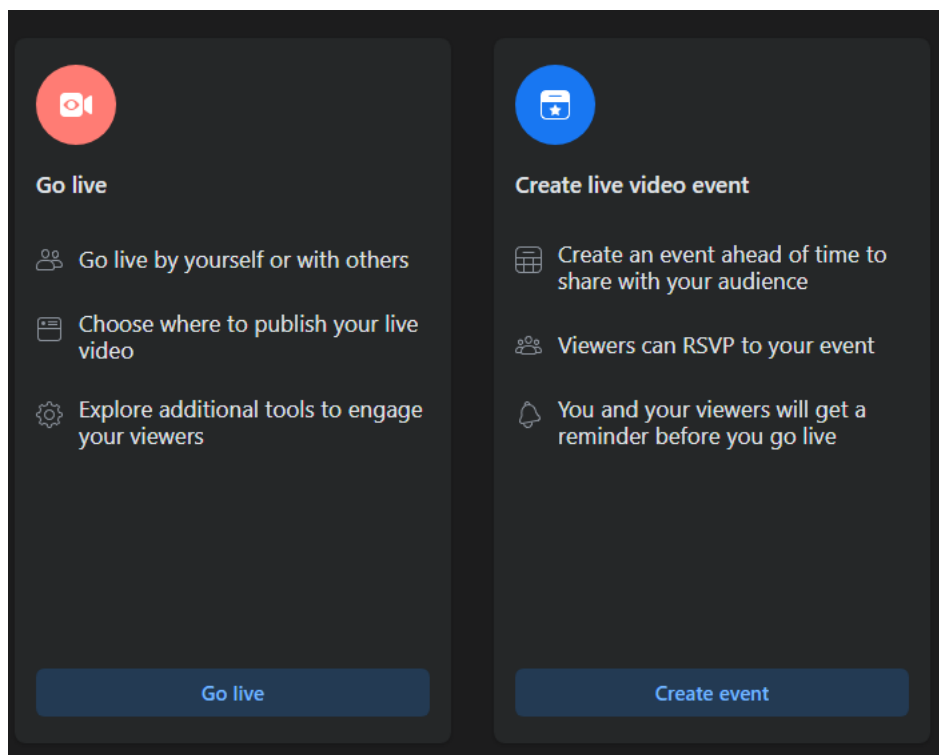 Go live
Go live by yourself or with others
Choose where to publish your live
video
Explore additional tools to engage
your viewers
Go live
Create live video event
Create an event ahead of time to
share with your audience
Viewers can RSVP to your event
You and your viewers will get a
reminder before you go live
Create event